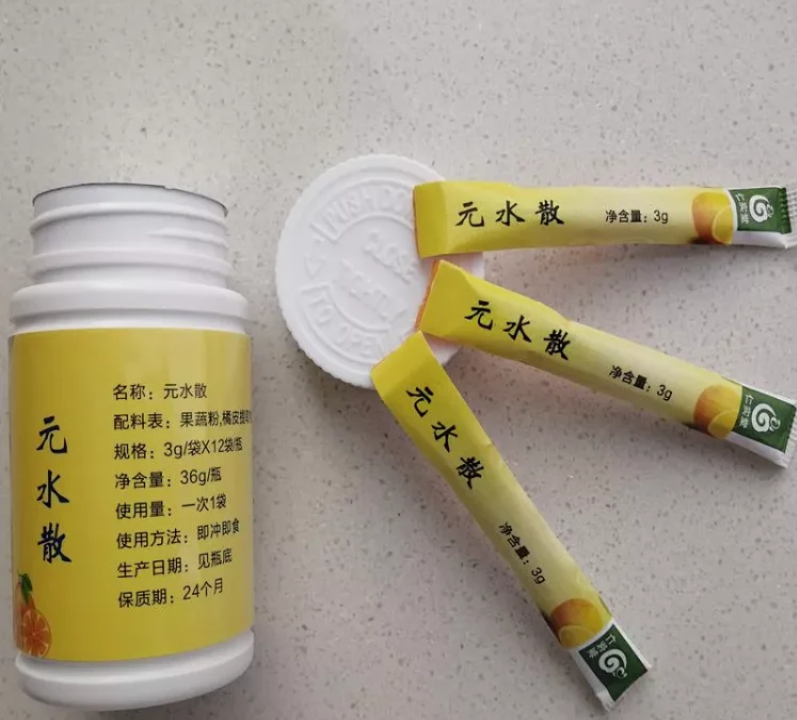 元水散
名称：元水散
配料表：果蔬粉,橘皮提
规格：3g/袋X12袋/瓶
净含量：36g/瓶
使用量：一次1袋
使用方法：即冲即食
生产日期：见瓶底
保质期：24个月
元水散
净含量：3g
元水散
净含量：3g
元水散
净含量：3g